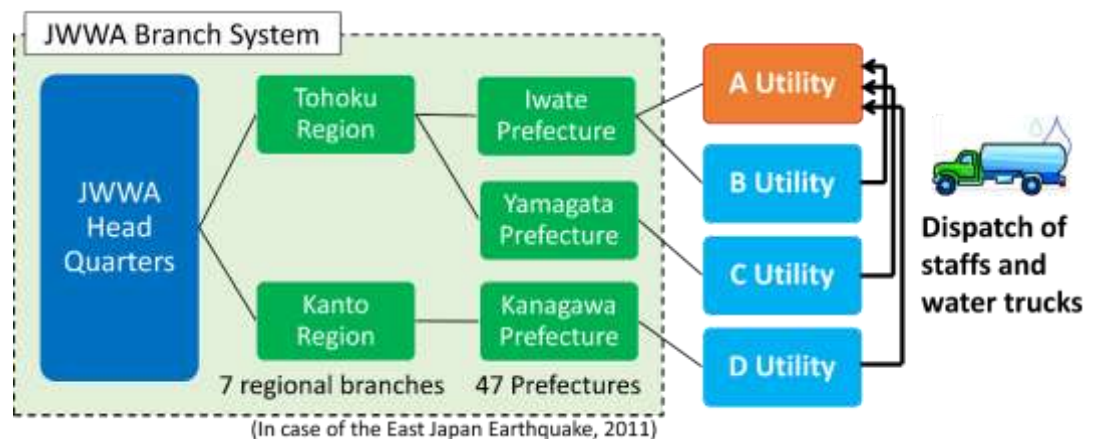 JWWA Branch System
JWWA
Head
Quarters
Tohoku
Region
Kanto
Region
7 regional branches
Iwate
Prefecture
Yamagata
Prefecture
Kanagawa
Prefecture
47 Prefectures
(In case of the East Japan Earthquake, 2011)
A Utility
B Utility
C Utility
D Utility
Dispatch of
staffs and
water trucks